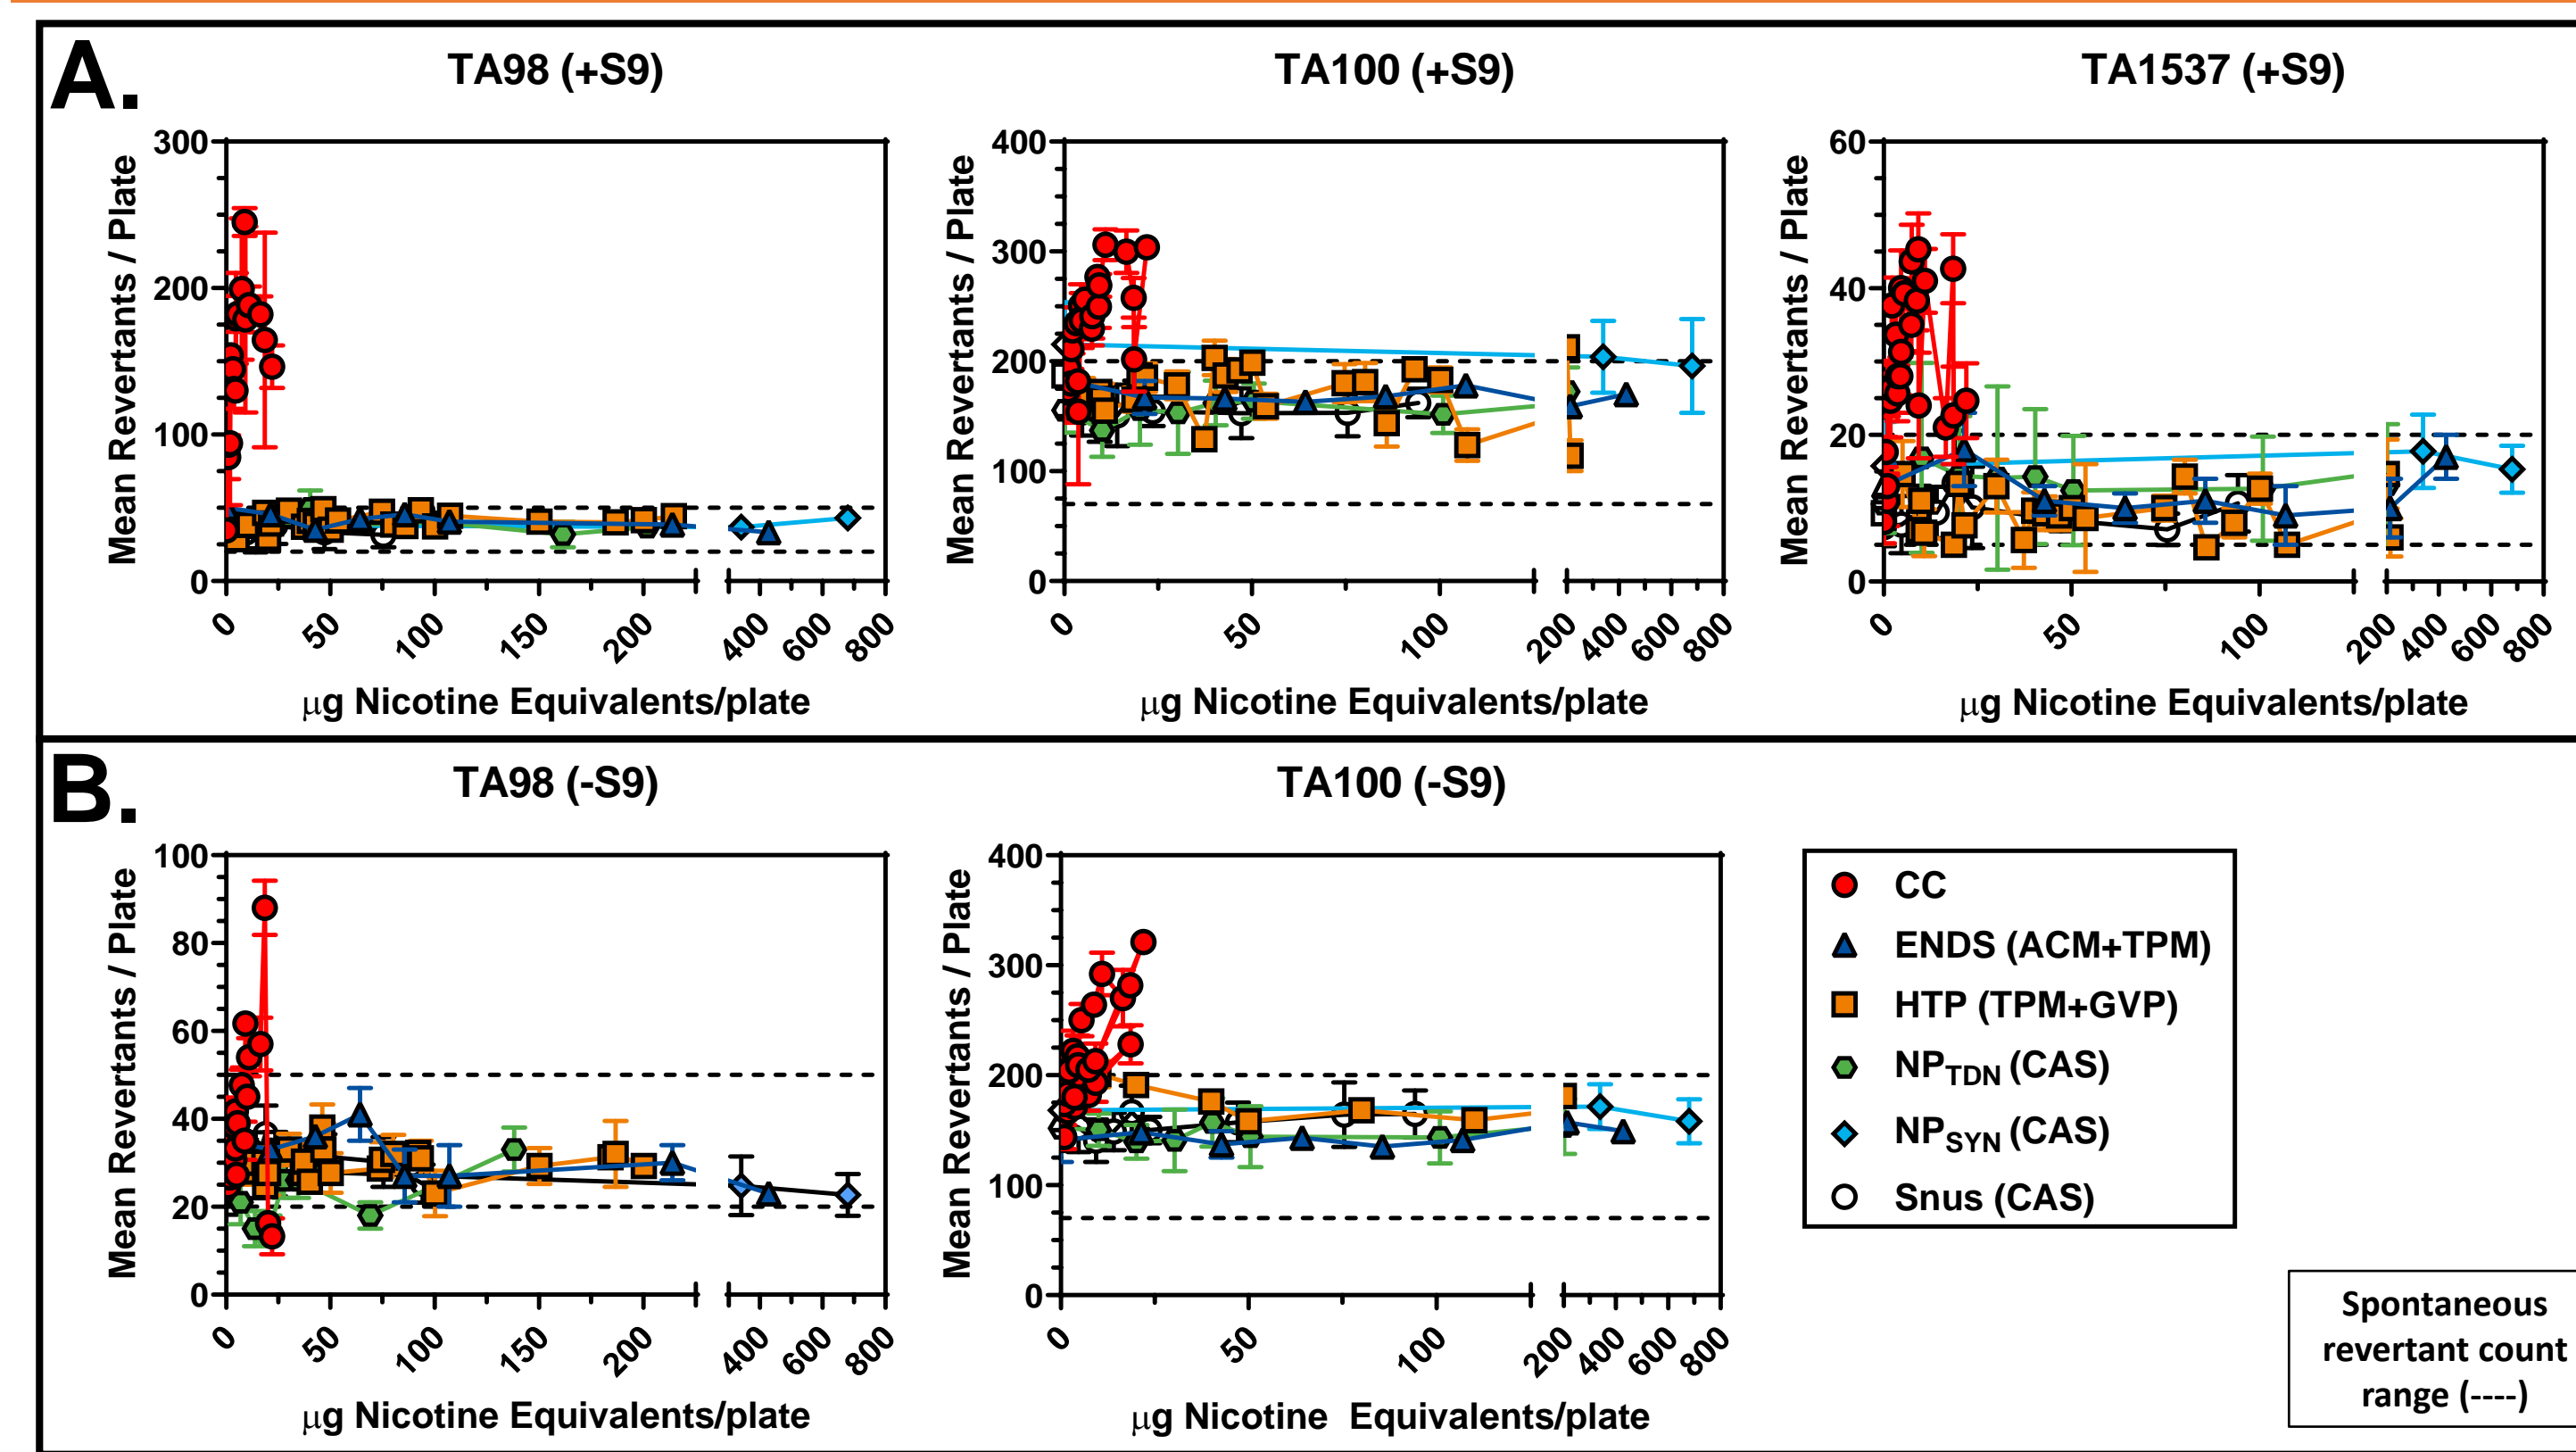 A.
TA98 (+S9)
TA100 (+S9)
TA1537 (+S9)
Mean Revertants / Plate
300
200
100
0
0
50
100
150
200
400
600
800
μg Nicotine Equivalents/plate
Mean Revertants / Plate
400
300
200
100
0
0
50
100
200
400
600
800
μg Nicotine Equivalents/plate
Mean Revertants / Plate
60
40
20
0
0
50
100
200
400
600
800
μg Nicotine Equivalents/plate
B.
TA98 (-S9)
TA100 (-S9)
Mean Revertants / Plate
100
80
60
40
20
0
0
50
100
150
200
400
600
800
μg Nicotine Equivalents/plate
Mean Revertants / Plate
400
300
200
100
0
0
50
100
200
400
600
800
μg Nicotine Equivalents/plate
CC
ENDS (ACM+TPM)
HTP (TPM+GVP)
NPTDN (CAS)
NPSYN (CAS)
Snus (CAS)
Spontaneous
revertant count
range (----)